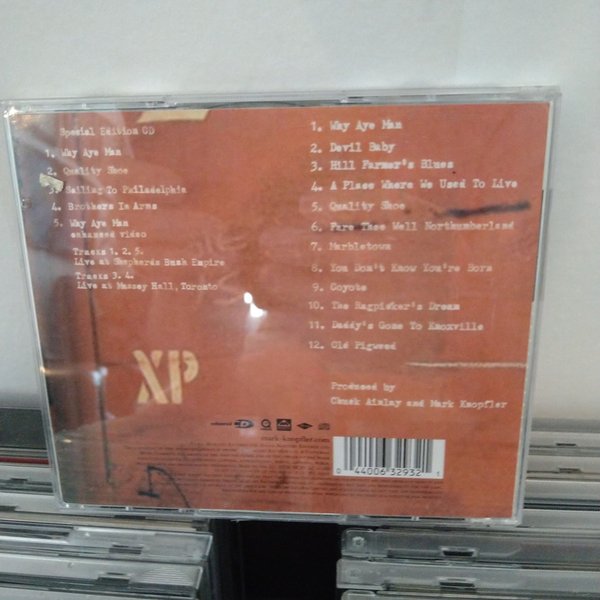 Special Edition CD
1. Why Aye Man
2. Quality Shoe
3. Sailing To Philadelphia
4. Brothers In Arms
5. Why Aye Man
enhanced video
Tracks 1. 2. 5.
Live at Shepherds Bush Empire
Tracks 3. 4.
Live at Massey Hall, Toronto
XP
1. Why Aye Man
2. Devil Baby
3. Hill Farmer's Blues
4. A Place Where We Used To Live
5. Quality Shoe
6. Fare Thee Well Northumberland
7. Marbletown
8. You Don't Know You're Born
9. Coyote
10. The Ragpicker's Dream
11. Daddy's Gone To Knoxville
12. Old Pigweed
Produced by
Chuck Ainlay and Mark Knopfler
mark-knopfler.com
0 44006 32932 1